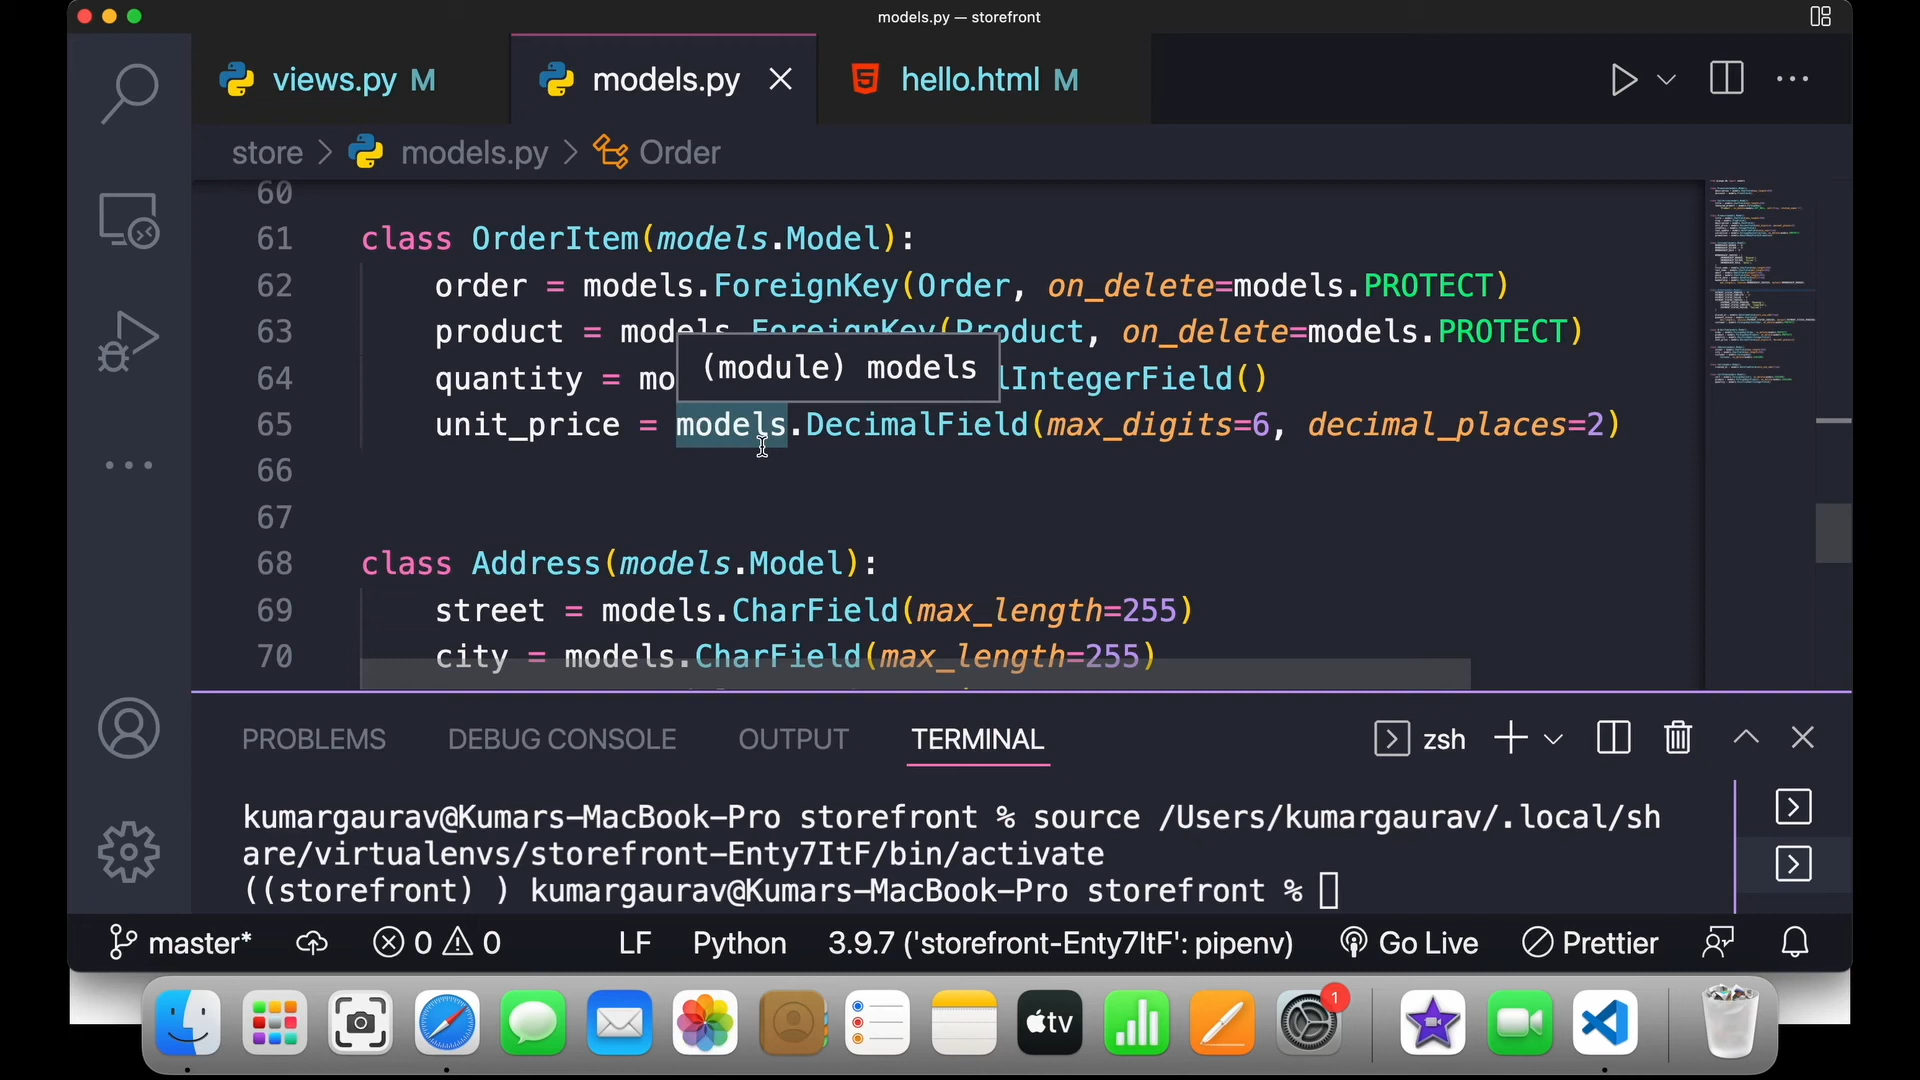 models.py — storefront
views.py M
models.py
hello.html M
store > models.py > Order
60
61 class OrderItem(models.Model):
62 order = models.ForeignKey(Order, on_delete=models.PROTECT)
63 product = models.ForeignKey(Product, on_delete=models.PROTECT)
(module) models
64 quantity = mo lIntegerField()
65 unit_price = models.DecimalField(max_digits=6, decimal_places=2)
66
67
68 class Address(models.Model):
69 street = models.CharField(max_length=255)
70 city = models.CharField(max_length=255)
PROBLEMS DEBUG CONSOLE OUTPUT TERMINAL zsh
kumargaurav@Kumars-MacBook-Pro storefront % source /Users/kumargaurav/.local/sh
are/virtualenvs/storefront-Enty7ItF/bin/activate
((storefront) ) kumargaurav@Kumars-MacBook-Pro storefront %
master* 0 0 LF Python 3.9.7 ('storefront-Enty7ItF': pipenv) Go Live Prettier
tv
1